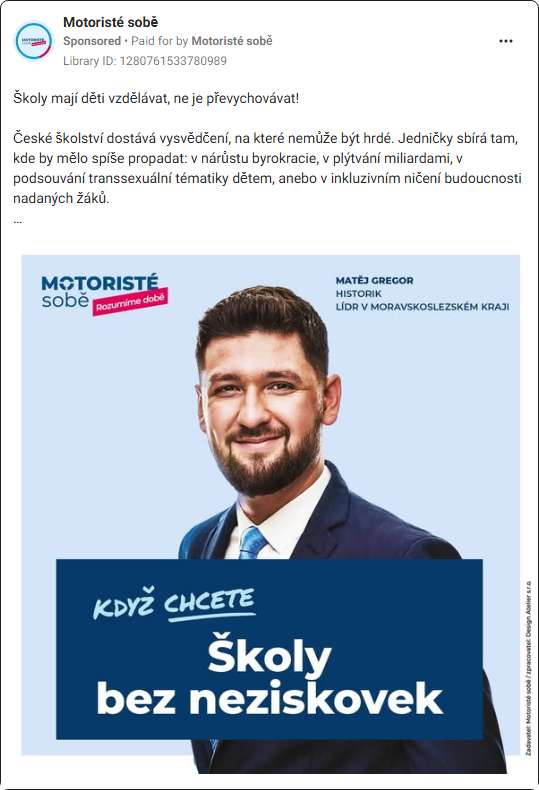 Motoristé sobě
Sponsored • Paid for by Motoristé sobě
Library ID: 1280761533780989
Školy mají děti vzdělávat, ne je převychovávat!
České školství dostává vysvědčení, na které nemůže být hrdé. Jedničky sbírá tam,
kde by mělo spíše propadat: v nárůstu byrokracie, v plýtvání miliardami, v
podsouvání transsexuální tématiky dětem, anebo v inkluzivním ničení budoucnosti
nadaných žáků.
...
MOTORISTÉ
sobě Rozumíme době
MATĚJ GREGOR
HISTORIK
LÍDR V MORAVSKOSLEZSKÉM KRAJI
KDYŽ CHCETE
Školy
bez neziskovek
Zadavatel: Motoristé sobě / zpracovatel: Design Atelier s.r.o.